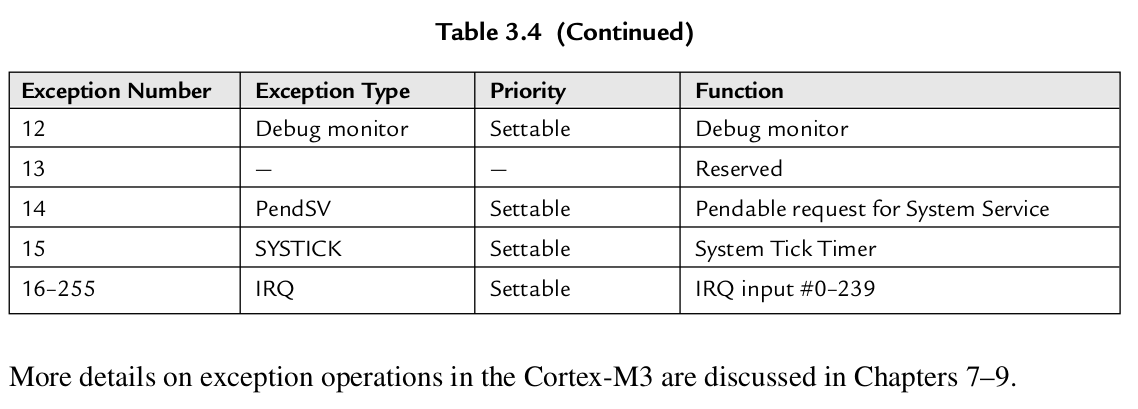 Table 3.4 (Continued)
Exception Number Exception Type Priority Function
12 Debug monitor Settable Debug monitor
13 — — Reserved
14 PendSV Settable Pendable request for System Service
15 SYSTICK Settable System Tick Timer
16–255 IRQ Settable IRQ input #0–239
More details on exception operations in the Cortex-M3 are discussed in Chapters 7–9.